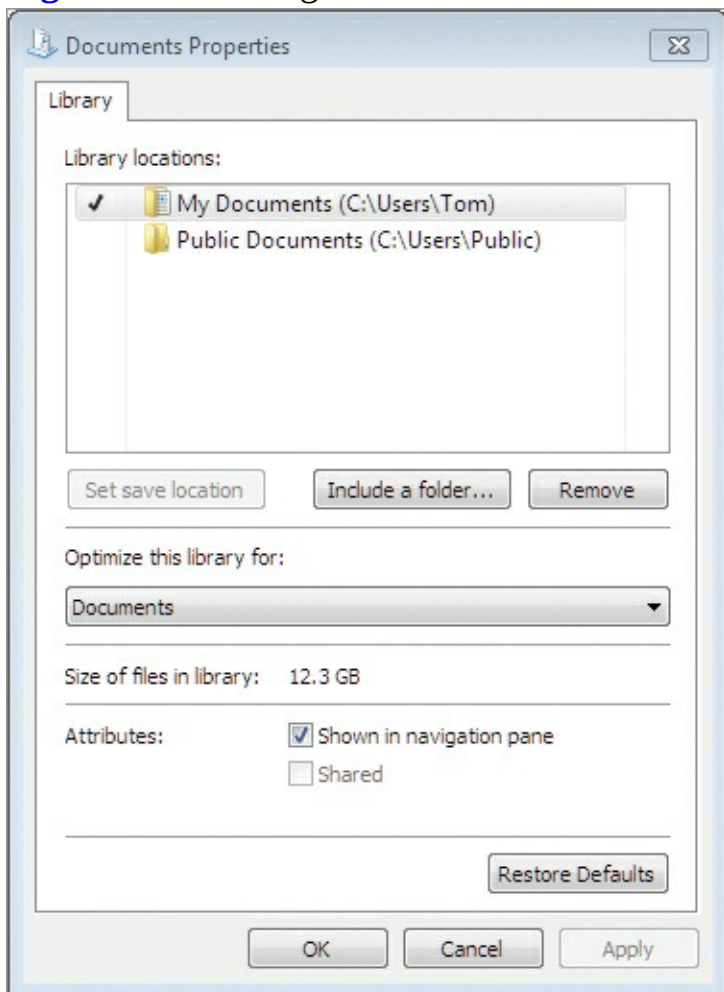 Documents Properties
Library
Library locations:
My Documents (C:\Users\Tom)
Public Documents (C:\Users\Public)
Set save location Include a folder... Remove
Optimize this library for:
Documents
Size of files in library: 12.3 GB
Attributes: Shown in navigation pane
Shared
Restore Defaults
OK Cancel Apply